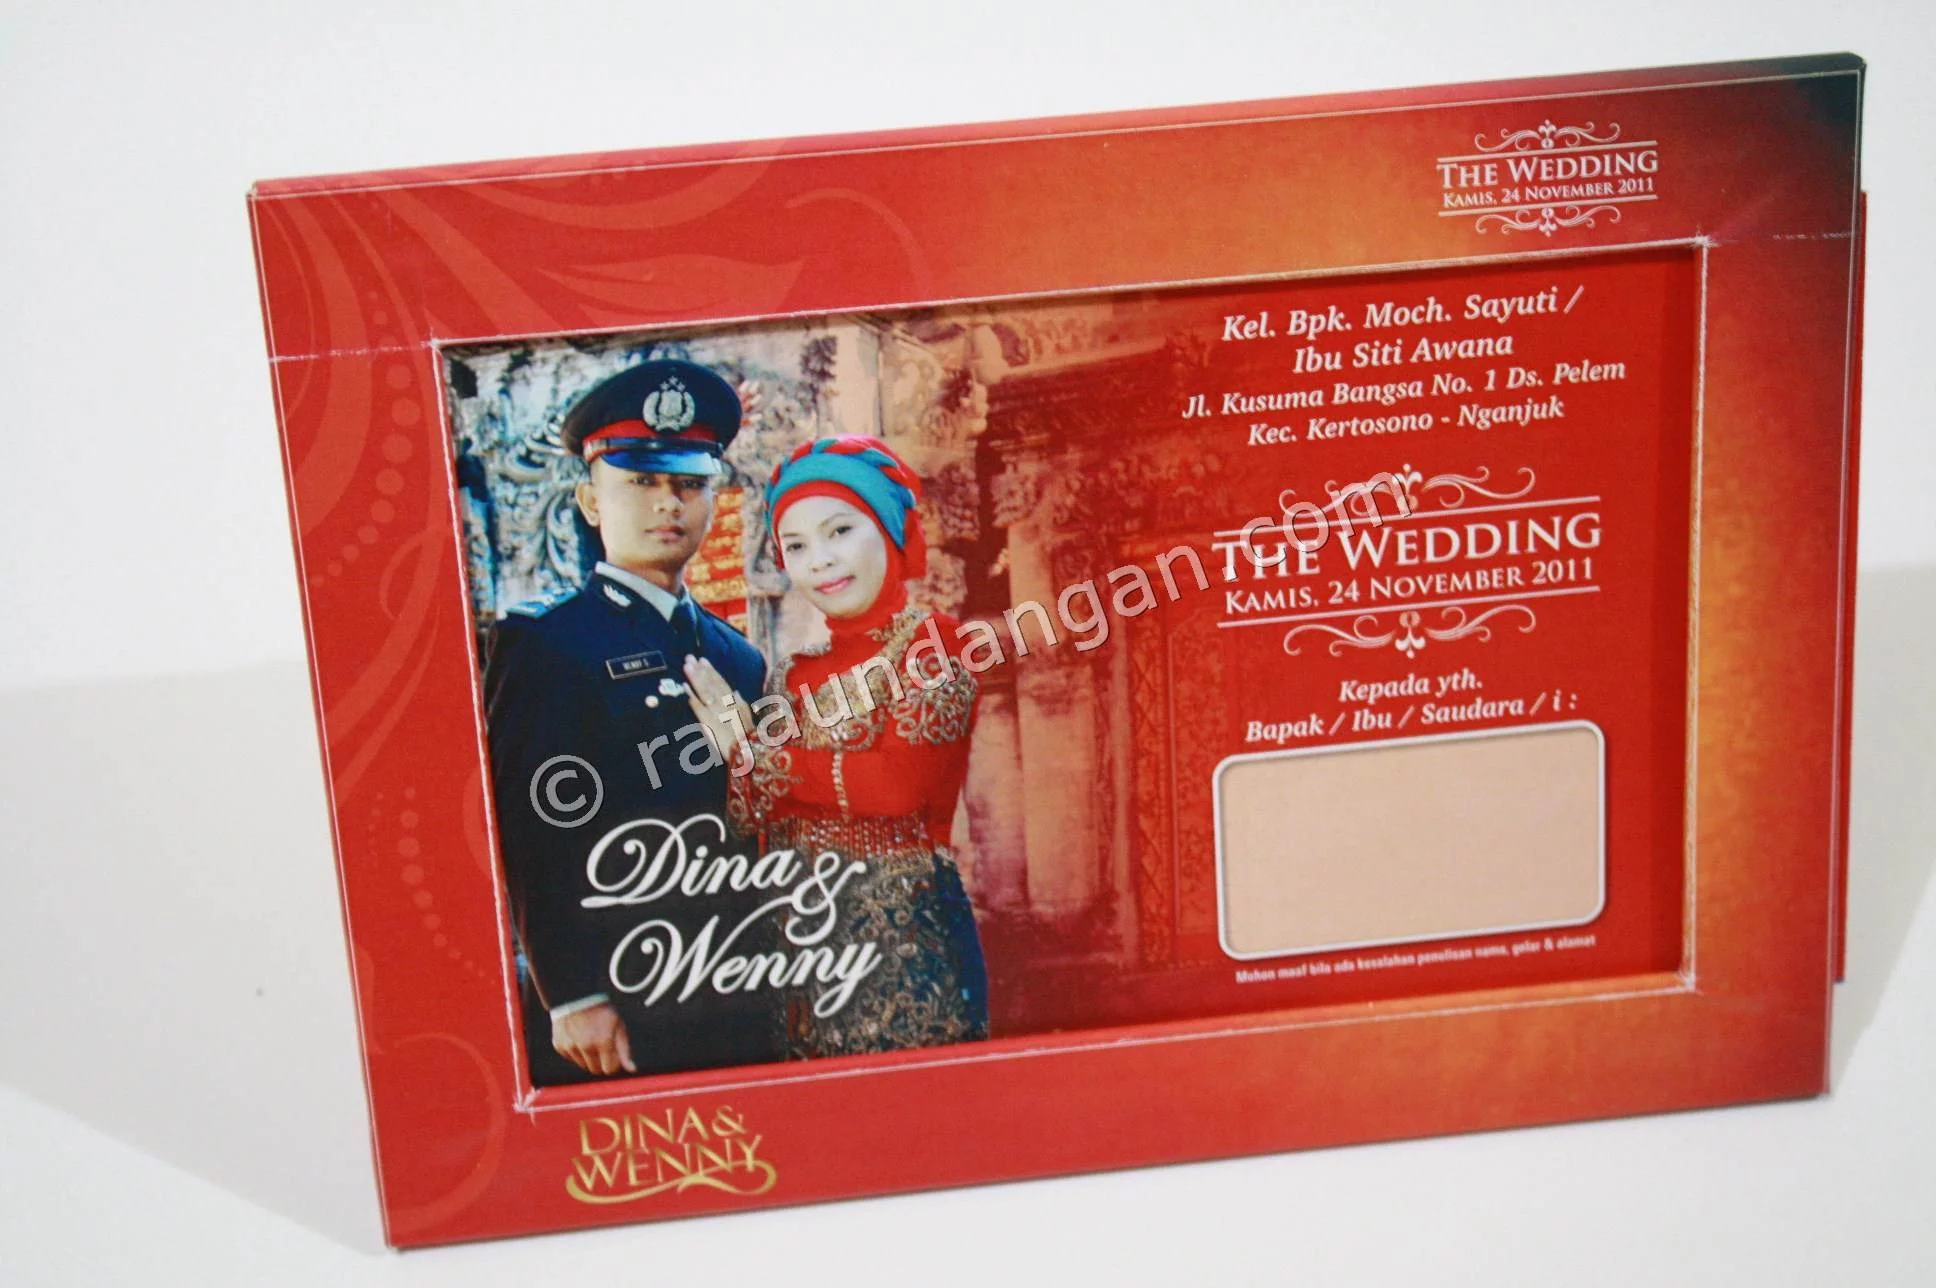 THE WEDDING
KAMIS, 24 NOVEMBER 2011
Kel. Bpk. Moch. Sayuti /
Ibu Siti Awana
Jl. Kusuma Bangsa No. 1 Ds. Pelem
Kec. Kertosono - Nganjuk
THE WEDDING
KAMIS, 24 NOVEMBER 2011
Kepada yth.
Bapak / Ibu / Saudara / i :
Mohon maaf bila ada kesalahan penulisan nama, gelar & alamat
WENNY S
© rajaundangan.com
Dina &
Wenny
DINA &
WENNY